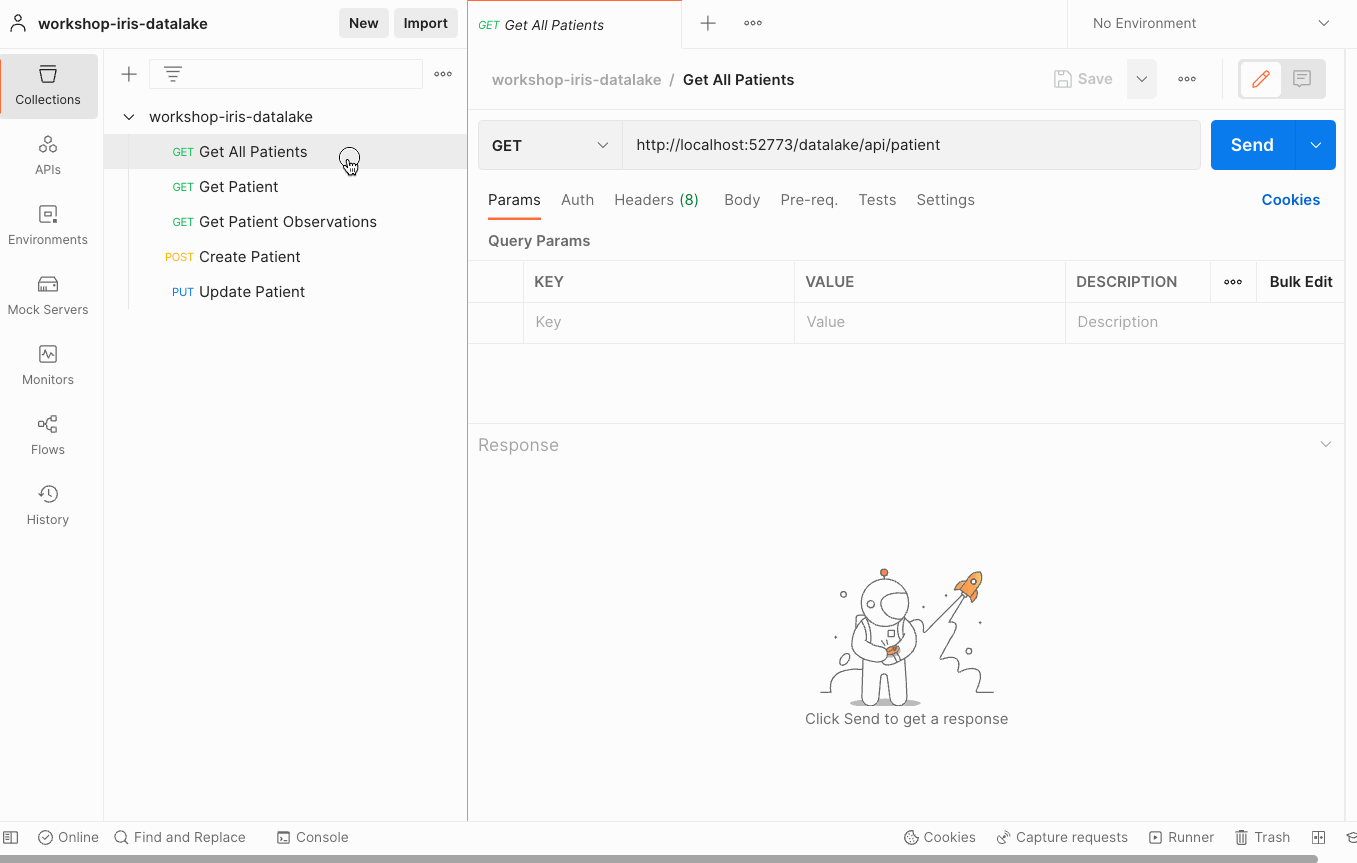 workshop-iris-datalake
New
Import
GET Get All Patients
No Environment
Collections
APIs
Environments
Mock Servers
Monitors
Flows
History
workshop-iris-datalake
GET Get All Patients
GET Get Patient
GET Get Patient Observations
POST Create Patient
PUT Update Patient
workshop-iris-datalake / Get All Patients
Save
GET
http://localhost:52773/datalake/api/patient
Send
Params Auth Headers (8) Body Pre-req. Tests Settings
Cookies
Query Params
KEY VALUE DESCRIPTION Bulk Edit
Key Value Description
Response
Click Send to get a response
Online Find and Replace Console Cookies Capture requests Runner Trash